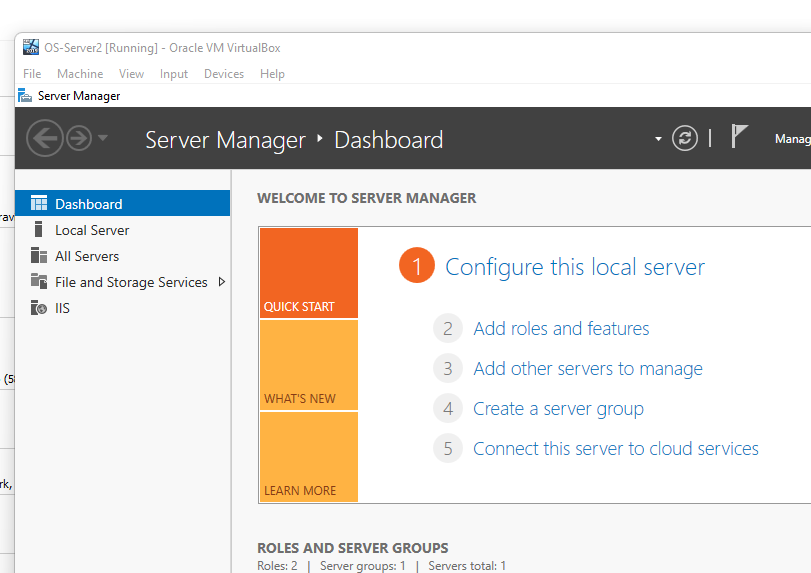 OS-Server2 [Running] - Oracle VM VirtualBox
File Machine View Input Devices Help
Server Manager
Server Manager ‣ Dashboard
Manag
Dashboard
Local Server
All Servers
File and Storage Services
IIS
WELCOME TO SERVER MANAGER
QUICK START
WHAT'S NEW
LEARN MORE
1 Configure this local server
2 Add roles and features
3 Add other servers to manage
4 Create a server group
5 Connect this server to cloud services
ROLES AND SERVER GROUPS
Roles: 2 | Server groups: 1 | Servers total: 1